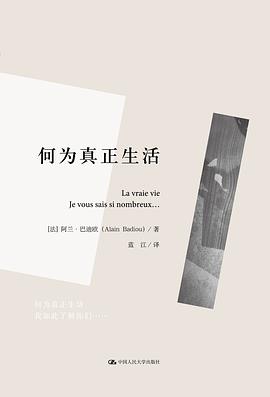 何为真正生活
La vraie vie
Je vous sais si nombreux…
[法] 阿兰·巴迪欧 (Alain Badiou) / 著
蓝 江 / 译
何为真正生活
我如此了解你们……
中国人民大学出版社